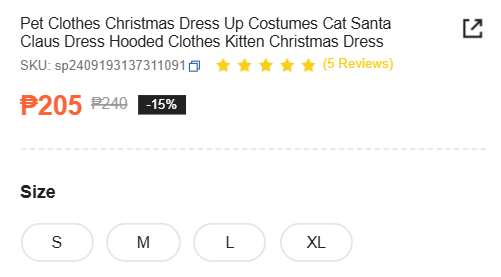 Pet Clothes Christmas Dress Up Costumes Cat Santa
Claus Dress Hooded Clothes Kitten Christmas Dress
SKU: sp2409193137311091 (5 Reviews)
₱205 ₱240 -15%
Size
S M L XL